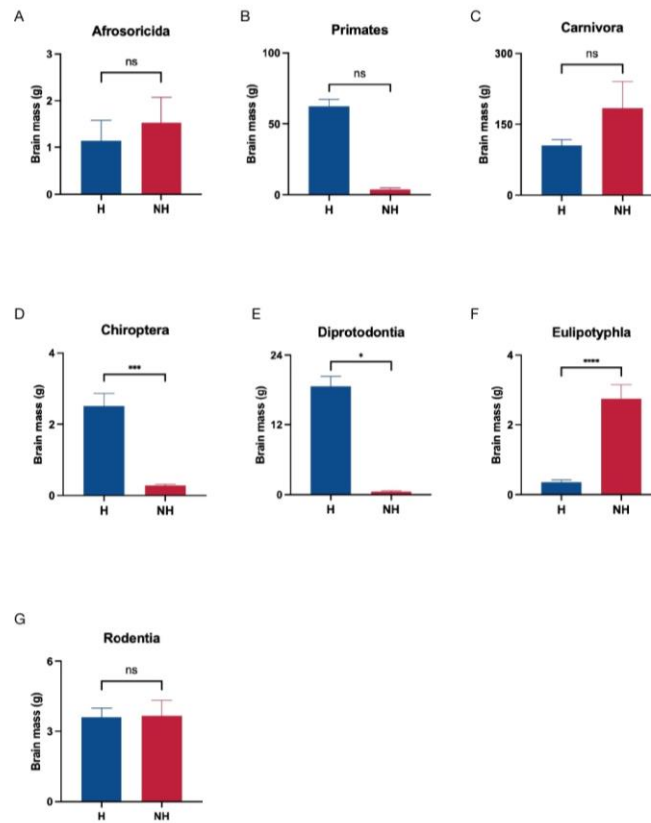 A
Afrosoricida
3
2
1
0
Brain mass (g)
ns
H NH
B
Primates
100
50
0
Brain mass (g)
ns
H NH
C
Carnivora
300
150
0
Brain mass (g)
ns
H NH
D
Chiroptera
4
2
0
Brain mass (g)
***
H NH
E
Diprotodontia
24
12
0
Brain mass (g)
*
H NH
F
Eulipotyphla
4
2
0
Brain mass (g)
****
H NH
G
Rodentia
6
3
0
Brain mass (g)
ns
H NH